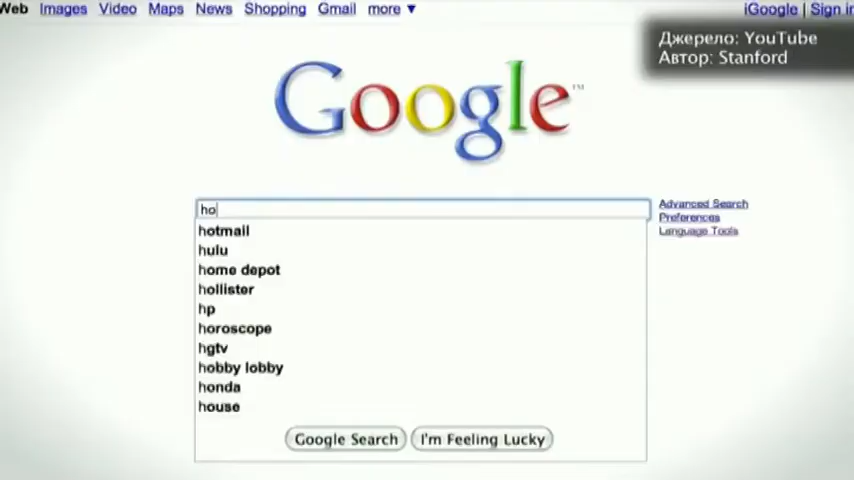 Web Images Video Maps News Shopping Gmail more ▼
iGoogle | Sign in
Джерело: YouTube
Автор: Stanford
Google™
ho
Advanced Search
Preferences
Language Tools
hotmail
hulu
home depot
hollister
hp
horoscope
hgtv
hobby lobby
honda
house
Google Search I'm Feeling Lucky